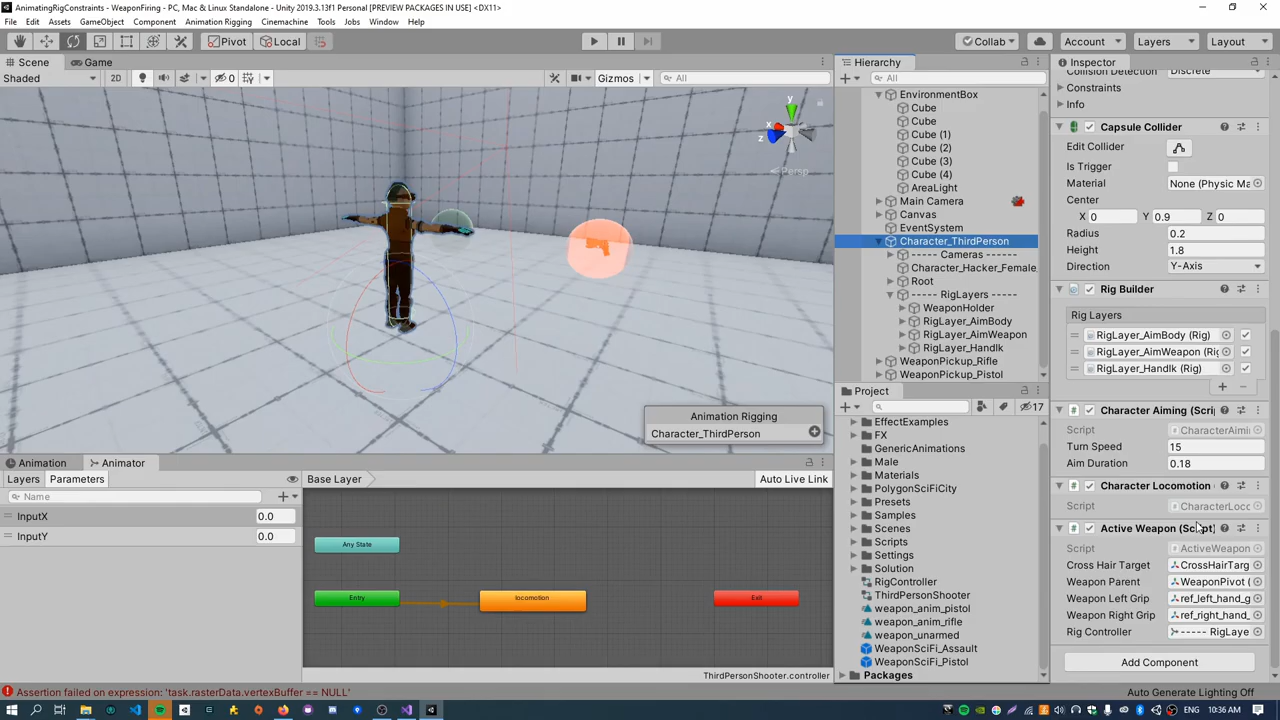 AnimatingRigConstraints - WeaponFiring - PC, Mac & Linux Standalone - Unity 2019.3.13f1 Personal [PREVIEW PACKAGES IN USE] <DX11>
File Edit Assets GameObject Component Animation Rigging Cinemachine Tools Jobs Window Help
Pivot Local Collab Account Layers Layout
Scene Game
Shaded 2D 0 Gizmos All
y
x
z
Persp
Animation Rigging
Character_ThirdPerson
Hierarchy
All
EnvironmentBox
Cube
Cube
Cube (1)
Cube (2)
Cube (3)
Cube (4)
AreaLight
Main Camera
Canvas
EventSystem
Character_ThirdPerson
----- Cameras -----
Character_Hacker_Female_
Root
----- RigLayers -----
WeaponHolder
RigLayer_AimBody
RigLayer_AimWeapon
RigLayer_HandIk
WeaponPickup_Rifle
WeaponPickup_Pistol
Project
17
EffectExamples
FX
GenericAnimations
Male
Materials
PolygonSciFiCity
Presets
Samples
Scenes
Scripts
Settings
Solution
RigController
ThirdPersonShooter
weapon_anim_pistol
weapon_anim_rifle
weapon_unarmed
WeaponSciFi_Assault
WeaponSciFi_Pistol
Packages
Inspector
Collision Detection Discrete
Constraints
Info
Capsule Collider
Edit Collider
Is Trigger
Material None (Physic Ma
Center X 0 Y 0.9 Z 0
Radius 0.2
Height 1.8
Direction Y-Axis
Rig Builder
Rig Layers
RigLayer_AimBody (Rig)
RigLayer_AimWeapon (Rig
RigLayer_HandIk (Rig)
Character Aiming (Scri
Script CharacterAimi
Turn Speed 15
Aim Duration 0.18
Character Locomotion
Script CharacterLoco
Active Weapon (Script)
Script ActiveWeapon
Cross Hair Target CrossHairTarg
Weapon Parent WeaponPivot (
Weapon Left Grip ref_left_hand_g
Weapon Right Grip ref_right_hand_
Rig Controller ----- RigLaye
Add Component
Animation Animator
Layers Parameters Base Layer Auto Live Link
Name
InputX 0.0
InputY 0.0
Any State
Entry
locomotion
Exit
ThirdPersonShooter.controller
Assertion failed on expression: 'task.rasterData.vertexBuffer == NULL'
Auto Generate Lighting Off
ENG 10:36 AM